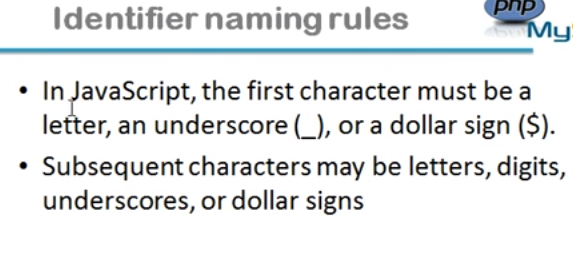 Identifier naming rules
php
My
• In JavaScript, the first character must be a
letter, an underscore (_), or a dollar sign ($).
• Subsequent characters may be letters, digits,
underscores, or dollar signs